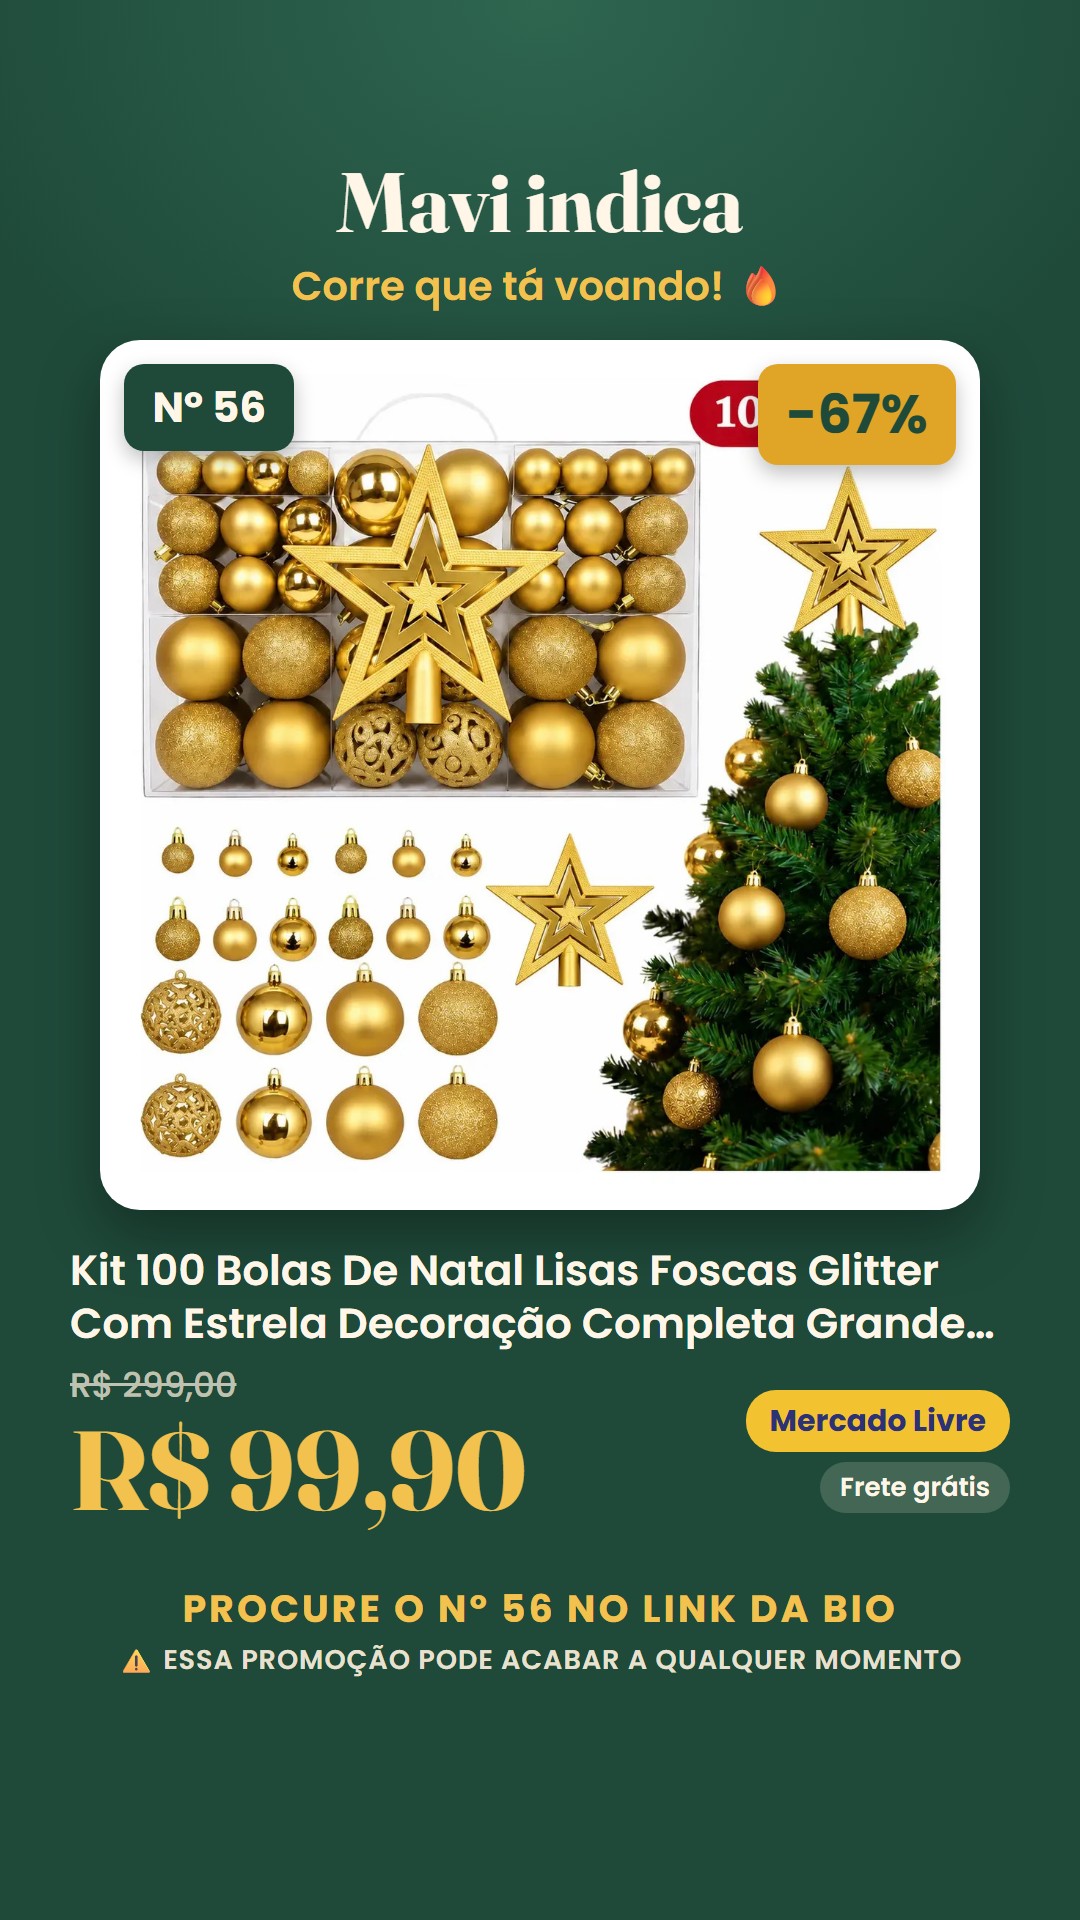 Mavi indica
Corre que tá voando! 🔥
Nº 56
10
-67%
Kit 100 Bolas De Natal Lisas Foscas Glitter
Com Estrela Decoração Completa Grande...
R$ 299,00
R$ 99,90
Mercado Livre
Frete grátis
PROCURE O Nº 56 NO LINK DA BIO
⚠️ ESSA PROMOÇÃO PODE ACABAR A QUALQUER MOMENTO